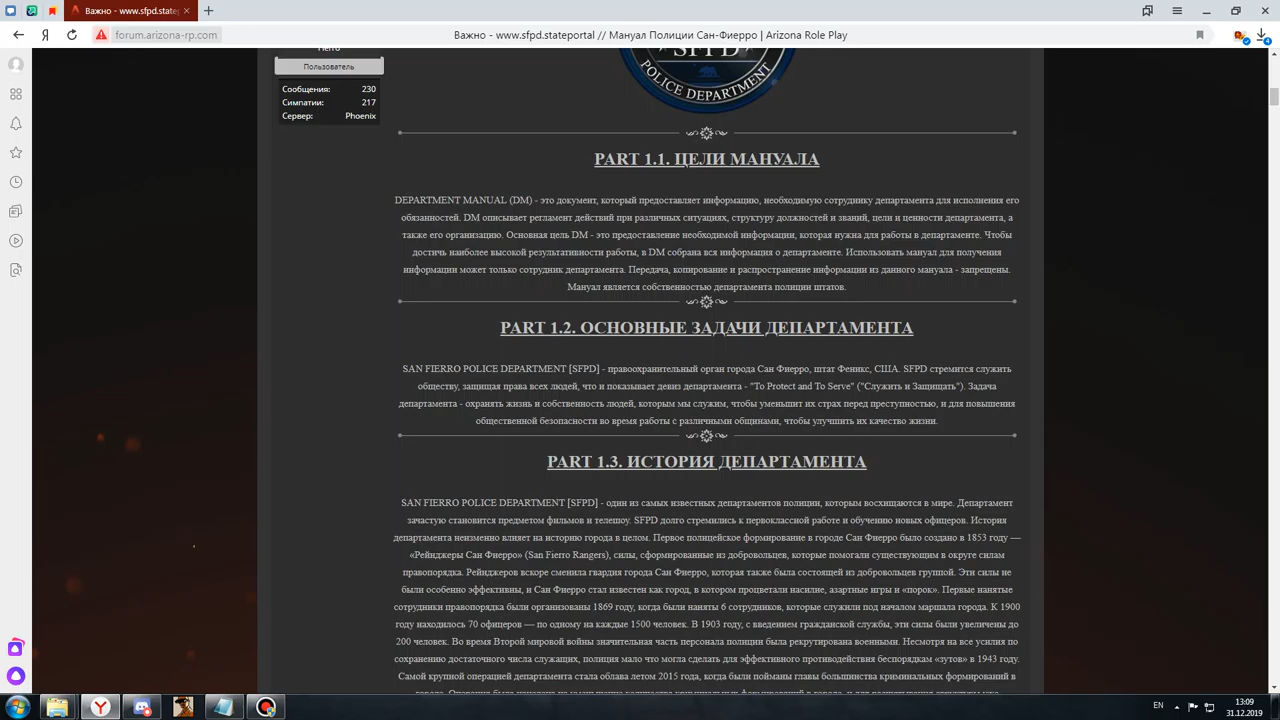 Важно - www.sfpd.state
forum.arizona-rp.com
Важно - www.sfpd.stateportal // Мануал Полиции Сан-Фиерро | Arizona Role Play
Fierro
Пользователь
Сообщения: 230
Симпатии: 217
Сервер: Phoenix
SFPD
POLICE DEPARTMENT
PART 1.1. ЦЕЛИ МАНУАЛА
DEPARTMENT MANUAL (DM) - это документ, который предоставляет информацию, необходимую сотруднику департамента для исполнения его
обязанностей. DM описывает регламент действий при различных ситуациях, структуру должностей и званий, цели и ценности департамента, а
также его организацию. Основная цель DM - это предоставление необходимой информации, которая нужна для работы в департаменте. Чтобы
достичь наиболее высокой результативности работы, в DM собрана вся информация о департаменте. Использовать мануал для получения
информации может только сотрудник департамента. Передача, копирование и распространение информации из данного мануала - запрещены.
Мануал является собственностью департамента полиции штатов.
PART 1.2. ОСНОВНЫЕ ЗАДАЧИ ДЕПАРТАМЕНТА
SAN FIERRO POLICE DEPARTMENT [SFPD] - правоохранительный орган города Сан Фиерро, штат Феникс, США. SFPD стремится служить
обществу, защищая права всех людей, что и показывает девиз департамента - "To Protect and To Serve" ("Служить и Защищать"). Задача
департамента - охранять жизнь и собственность людей, которым мы служим, чтобы уменьшит их страх перед преступностью, и для повышения
общественной безопасности во время работы с различными общинами, чтобы улучшить их качество жизни.
PART 1.3. ИСТОРИЯ ДЕПАРТАМЕНТА
SAN FIERRO POLICE DEPARTMENT [SFPD] - один из самых известных департаментов полиции, которым восхищаются в мире. Департамент
зачастую становится предметом фильмов и телешоу. SFPD долго стремились к первоклассной работе и обучению новых офицеров. История
департамента неизменно влияет на историю города в целом. Первое полицейское формирование в городе Сан Фиерро было создано в 1853 году —
«Рейнджеры Сан Фиерро» (San Fierro Rangers), силы, сформированные из добровольцев, которые помогали существующим в округе силам
правопорядка. Рейнджеров вскоре сменила гвардия города Сан Фиерро, которая также была состоящей из добровольцев группой. Эти силы не
были особенно эффективны, и Сан Фиерро стал известен как город, в котором процветали насилие, азартные игры и «порок». Первые нанятые
сотрудники правопорядка были организованы 1869 году, когда были наняты 6 сотрудников, которые служили под началом маршала города. К 1900
году находилось 70 офицеров — по одному на каждые 1500 человек. В 1903 году, с введением гражданской службы, эти силы были увеличены до
200 человек. Во время Второй мировой войны значительная часть персонала полиции была рекрутирована военными. Несмотря на все усилия по
сохранению достаточного числа служащих, полиция мало что могла сделать для эффективного противодействия беспорядкам «зутов» в 1943 году.
Самой крупной операцией департамента стала облава летом 2015 года, когда были пойманы главы большинства криминальных формирований в
EN
13:09
31.12.2019